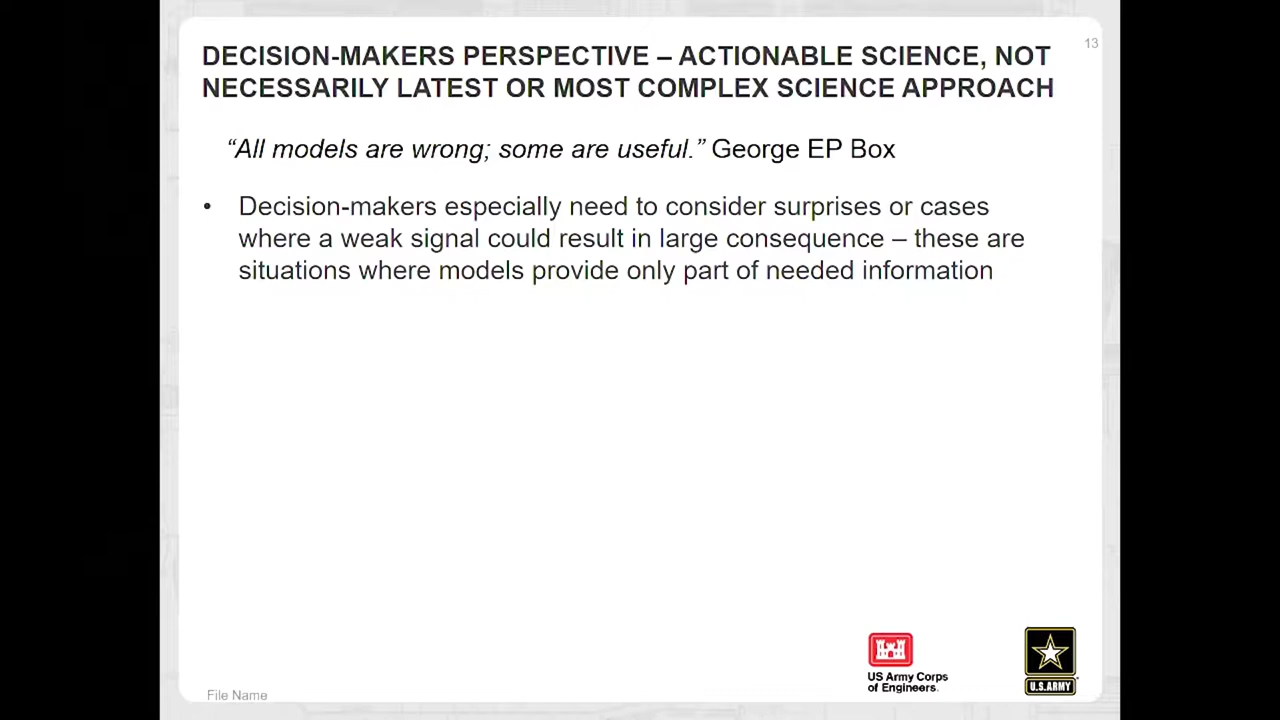 13
DECISION-MAKERS PERSPECTIVE – ACTIONABLE SCIENCE, NOT
NECESSARILY LATEST OR MOST COMPLEX SCIENCE APPROACH
“All models are wrong; some are useful.” George EP Box
• Decision-makers especially need to consider surprises or cases
where a weak signal could result in large consequence – these are
situations where models provide only part of needed information
US Army Corps
of Engineers.
U.S.ARMY
File Name